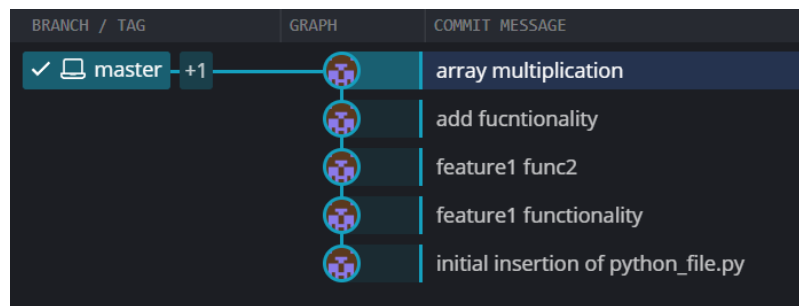 BRANCH / TAG GRAPH COMMIT MESSAGE
master +1 array multiplication
add fucntionality
feature1 func2
feature1 functionality
initial insertion of python_file.py